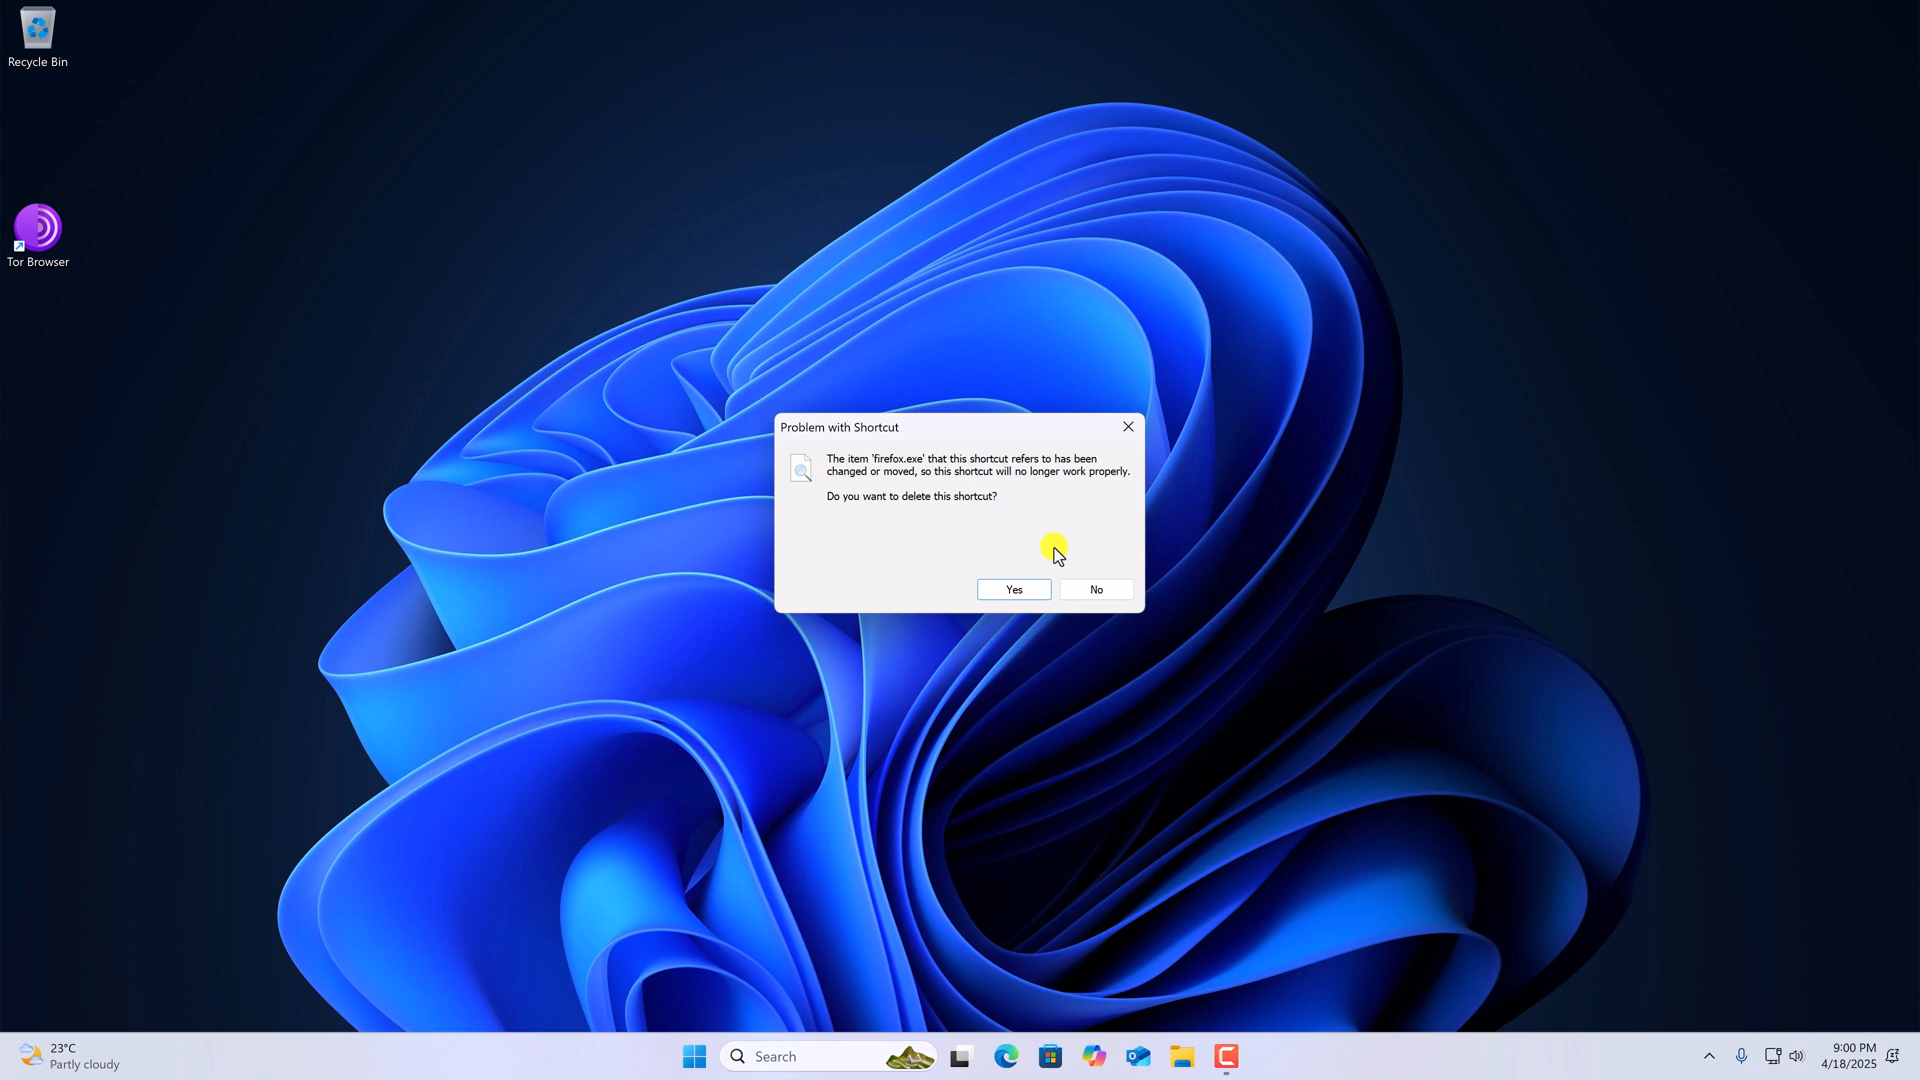 Recycle Bin
Tor Browser
Problem with Shortcut
The item 'firefox.exe' that this shortcut refers to has been
changed or moved, so this shortcut will no longer work properly.
Do you want to delete this shortcut?
Yes
No
23°C
Partly cloudy
Search
9:00 PM
4/18/2025